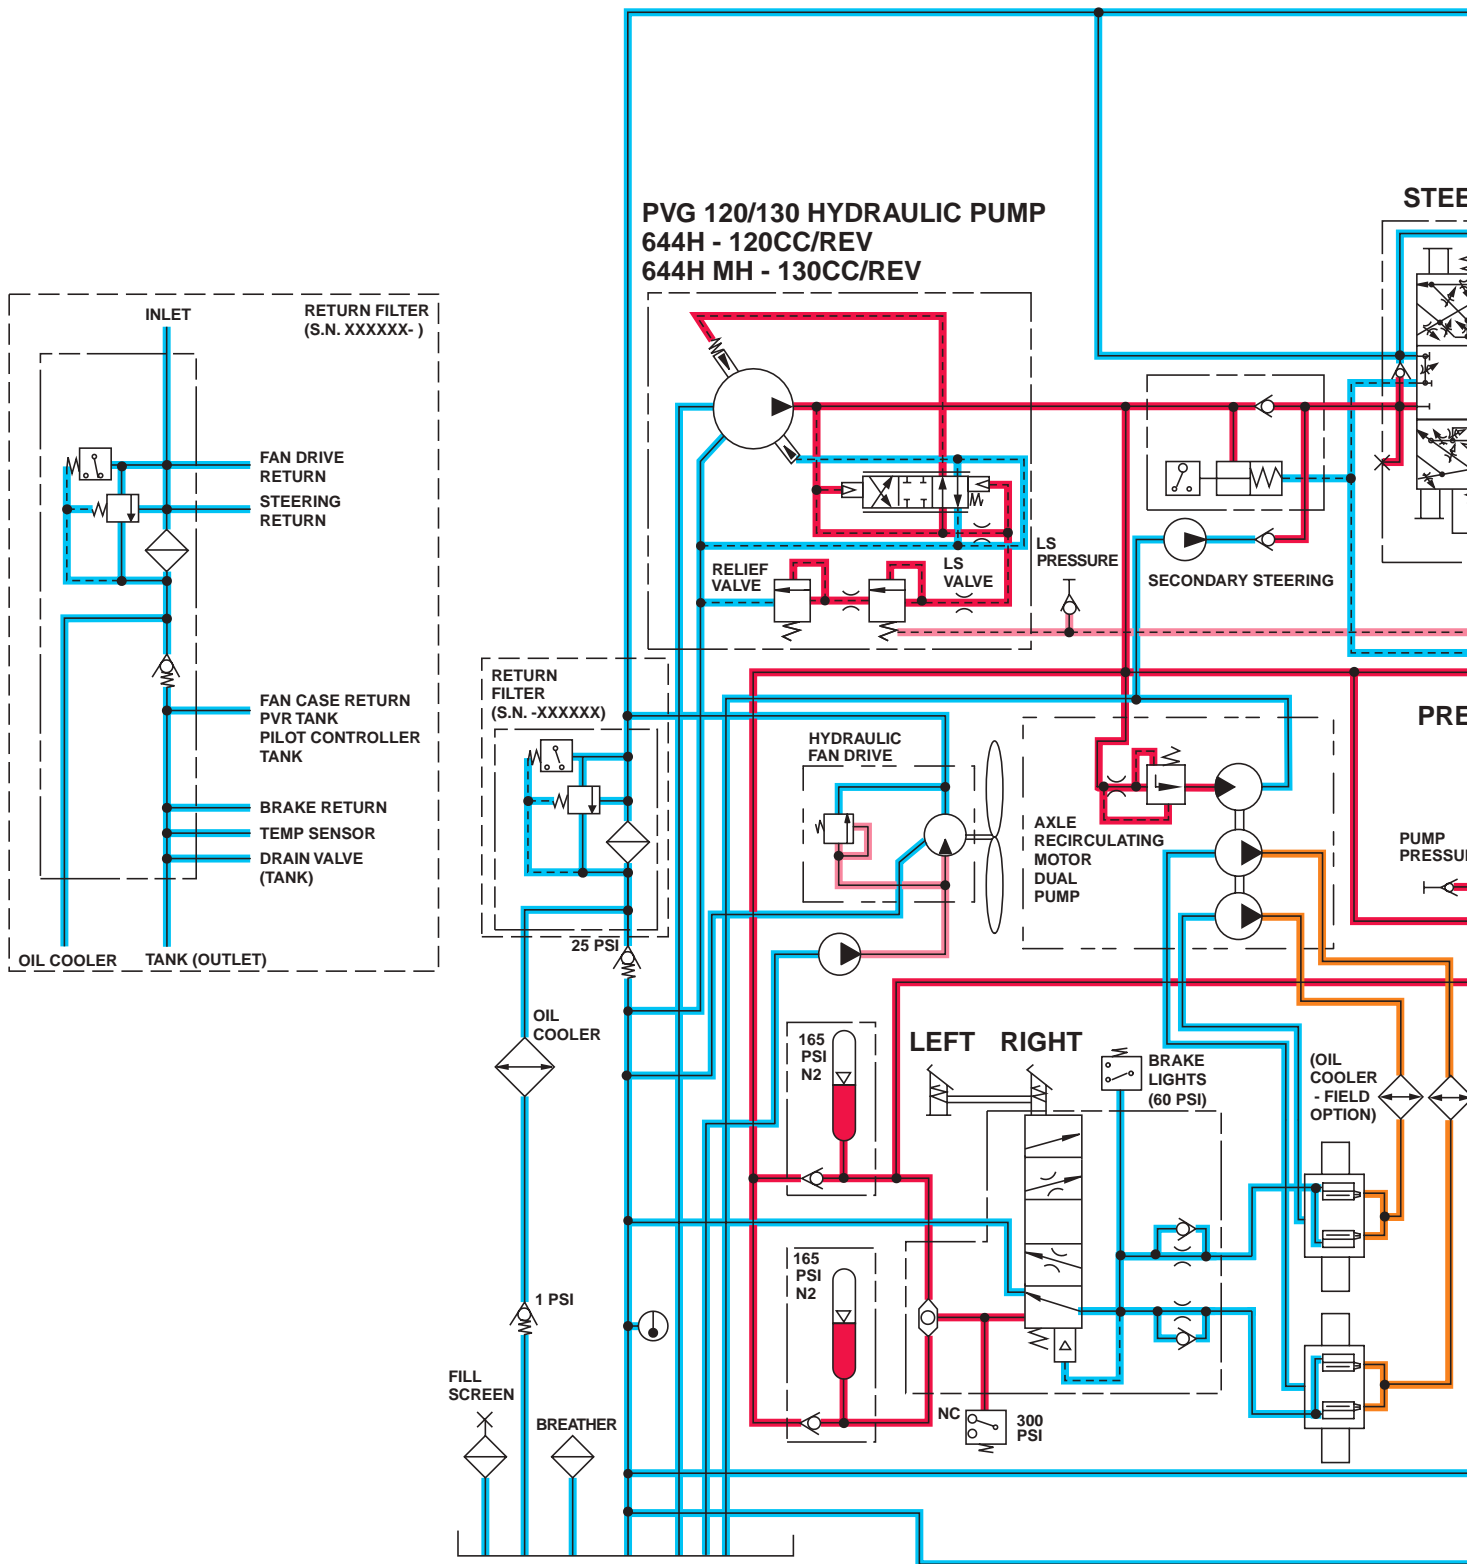 STEE
PVG 120/130 HYDRAULIC PUMP
644H - 120CC/REV
644H MH - 130CC/REV
INLET
RETURN FILTER
(S.N. XXXXXX- )
FAN DRIVE
RETURN
STEERING
RETURN
FAN CASE RETURN
PVR TANK
PILOT CONTROLLER
TANK
BRAKE RETURN
TEMP SENSOR
DRAIN VALVE
(TANK)
OIL COOLER
TANK (OUTLET)
RELIEF
VALVE
LS
VALVE
LS
PRESSURE
SECONDARY STEERING
RETURN
FILTER
(S.N. -XXXXXX)
25 PSI
HYDRAULIC
FAN DRIVE
AXLE
RECIRCULATING
MOTOR
DUAL
PUMP
PRE
PUMP
PRESSU
OIL
COOLER
165
PSI
N2
LEFT RIGHT
BRAKE
LIGHTS
(60 PSI)
(OIL
COOLER
- FIELD
OPTION)
165
PSI
N2
1 PSI
FILL
SCREEN
BREATHER
NC
300
PSI